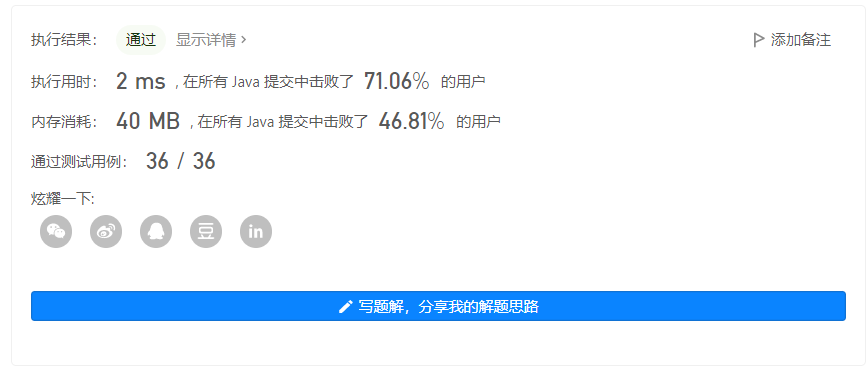 执行结果： 通过 显示详情 > 添加备注
执行用时： 2 ms , 在所有 Java 提交中击败了 71.06% 的用户
内存消耗： 40 MB , 在所有 Java 提交中击败了 46.81% 的用户
通过测试用例： 36 / 36
炫耀一下:
豆 in
写题解，分享我的解题思路